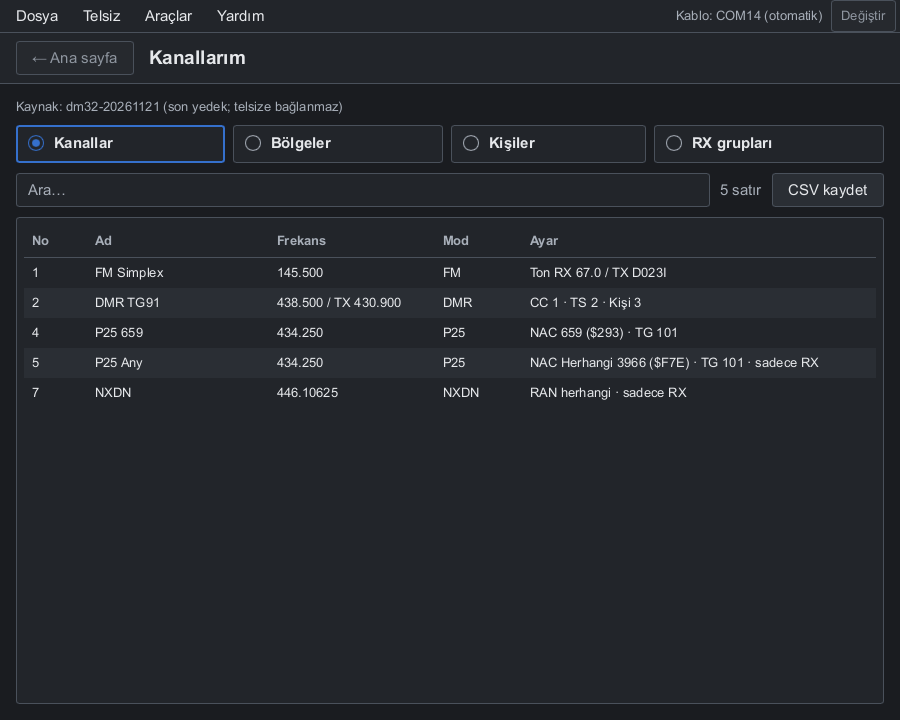 Dosya Telsiz Araçlar Yardım Kablo: COM14 (otomatik) Değiştir
← Ana sayfa Kanallarım
Kaynak: dm32-20261121 (son yedek; telsize bağlanmaz)
Kanallar Bölgeler Kişiler RX grupları
Ara… 5 satır CSV kaydet
No Ad Frekans Mod Ayar
1 FM Simplex 145.500 FM Ton RX 67.0 / TX D023I
2 DMR TG91 438.500 / TX 430.900 DMR CC 1 · TS 2 · Kişi 3
4 P25 659 434.250 P25 NAC 659 ($293) · TG 101
5 P25 Any 434.250 P25 NAC Herhangi 3966 ($F7E) · TG 101 · sadece RX
7 NXDN 446.10625 NXDN RAN herhangi · sadece RX